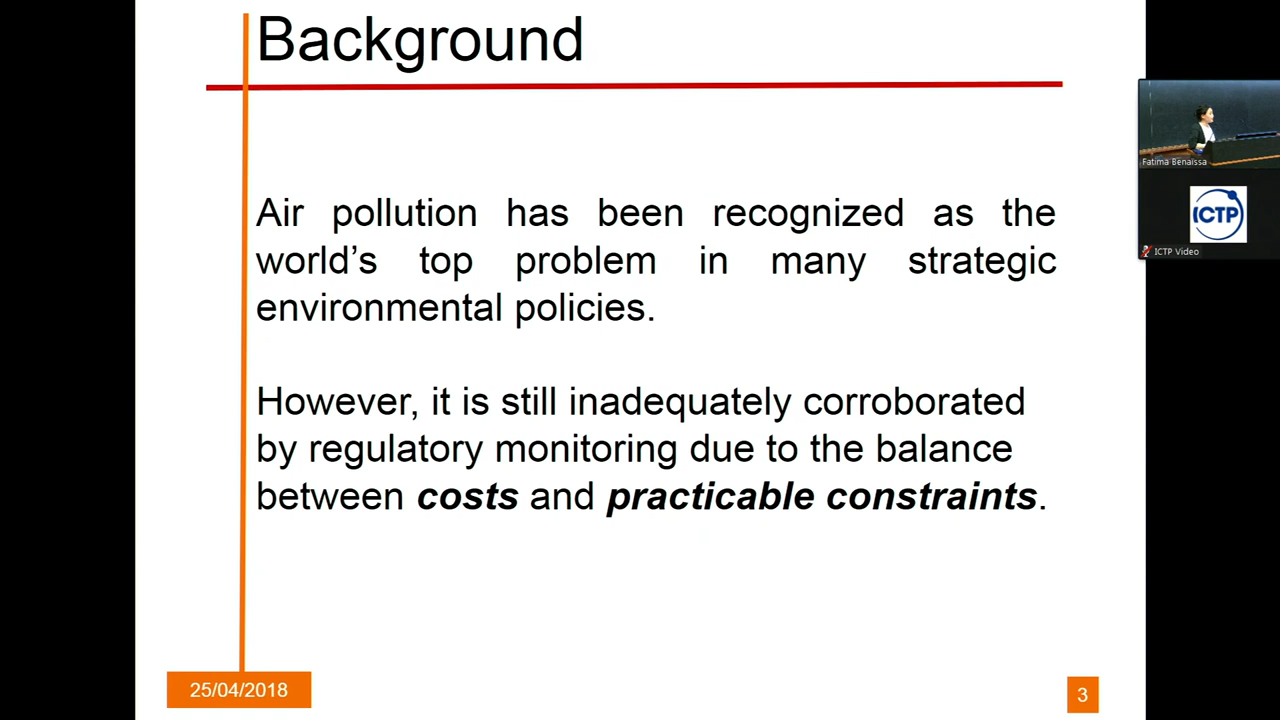 Background
Air pollution has been recognized as the
world's top problem in many strategic
environmental policies.
However, it is still inadequately corroborated
by regulatory monitoring due to the balance
between costs and practicable constraints.
25/04/2018
3
Fatima Benaissa
ICTP
ICTP Video